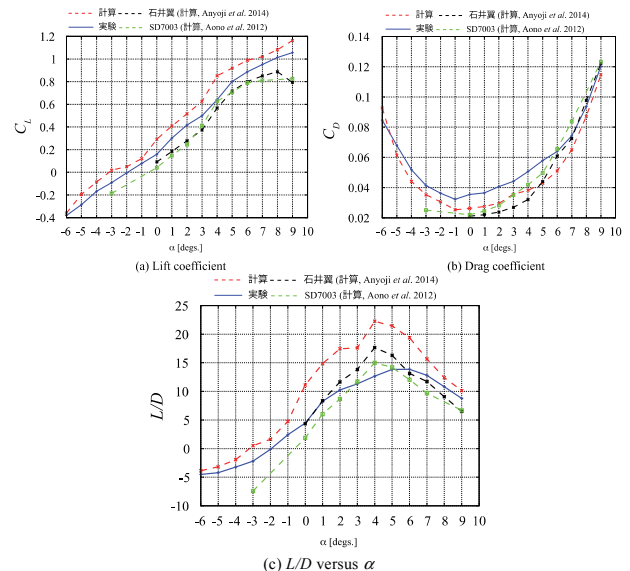 計算 石井翼 (計算, Anyoji et al. 2014) 計算 石井翼 (計算, Anyoji et al. 2014)
実験 SD7003 (計算, Aono et al. 2012) 実験 SD7003 (計算, Aono et al. 2012)
1.2
1
0.8
0.6
0.4
0.2
0
-0.2
-0.4
C_L
-6 -5 -4 -3 -2 -1 0 1 2 3 4 5 6 7 8 9 10
α [degs.]
(a) Lift coefficient
0.14
0.12
0.1
0.08
0.06
0.04
0.02
C_D
-6 -5 -4 -3 -2 -1 0 1 2 3 4 5 6 7 8 9 10
α [degs.]
(b) Drag coefficient
計算 石井翼 (計算, Anyoji et al. 2014)
実験 SD7003 (計算, Aono et al. 2012)
25
20
15
10
5
0
-5
-10
L/D
-6 -5 -4 -3 -2 -1 0 1 2 3 4 5 6 7 8 9 10
α [degs.]
(c) L/D versus α